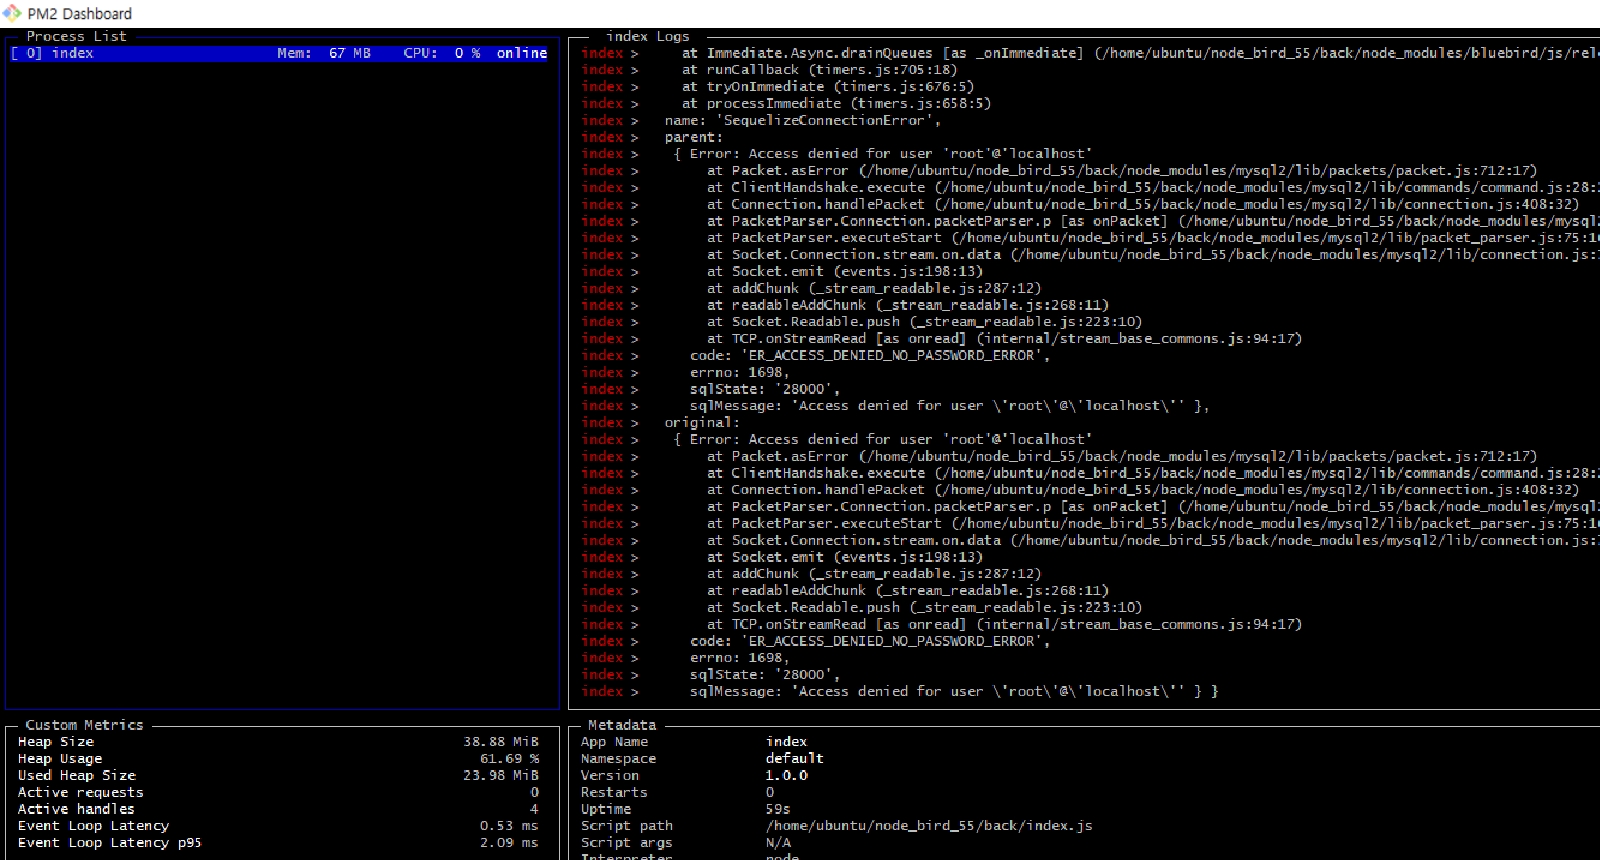 PM2 Dashboard
Process List
[ 0] index Mem: 67 MB CPU: 0 % online
index Logs
index > at Immediate.Async.drainQueues [as _onImmediate] (/home/ubuntu/node_bird_55/back/node_modules/bluebird/js/rel
index > at runCallback (timers.js:705:18)
index > at tryOnImmediate (timers.js:676:5)
index > at processImmediate (timers.js:658:5)
index > name: 'SequelizeConnectionError',
index > parent:
index > { Error: Access denied for user 'root'@'localhost'
index > at Packet.asError (/home/ubuntu/node_bird_55/back/node_modules/mysql2/lib/packets/packet.js:712:17)
index > at ClientHandshake.execute (/home/ubuntu/node_bird_55/back/node_modules/mysql2/lib/commands/command.js:28:
index > at Connection.handlePacket (/home/ubuntu/node_bird_55/back/node_modules/mysql2/lib/connection.js:408:32)
index > at PacketParser.Connection.packetParser.p [as onPacket] (/home/ubuntu/node_bird_55/back/node_modules/mysql2
index > at PacketParser.executeStart (/home/ubuntu/node_bird_55/back/node_modules/mysql2/lib/packet_parser.js:75:1
index > at Socket.Connection.stream.on.data (/home/ubuntu/node_bird_55/back/node_modules/mysql2/lib/connection.js:
index > at Socket.emit (events.js:198:13)
index > at addChunk (_stream_readable.js:287:12)
index > at readableAddChunk (_stream_readable.js:268:11)
index > at Socket.Readable.push (_stream_readable.js:223:10)
index > at TCP.onStreamRead [as onread] (internal/stream_base_commons.js:94:17)
index > code: 'ER_ACCESS_DENIED_NO_PASSWORD_ERROR',
index > errno: 1698,
index > sqlState: '28000',
index > sqlMessage: 'Access denied for user \'root\'@\'localhost\'' },
index > original:
index > { Error: Access denied for user 'root'@'localhost'
index > at Packet.asError (/home/ubuntu/node_bird_55/back/node_modules/mysql2/lib/packets/packet.js:712:17)
index > at ClientHandshake.execute (/home/ubuntu/node_bird_55/back/node_modules/mysql2/lib/commands/command.js:28:
index > at Connection.handlePacket (/home/ubuntu/node_bird_55/back/node_modules/mysql2/lib/connection.js:408:32)
index > at PacketParser.Connection.packetParser.p [as onPacket] (/home/ubuntu/node_bird_55/back/node_modules/mysql2
index > at PacketParser.executeStart (/home/ubuntu/node_bird_55/back/node_modules/mysql2/lib/packet_parser.js:75:1
index > at Socket.Connection.stream.on.data (/home/ubuntu/node_bird_55/back/node_modules/mysql2/lib/connection.js:
index > at Socket.emit (events.js:198:13)
index > at addChunk (_stream_readable.js:287:12)
index > at readableAddChunk (_stream_readable.js:268:11)
index > at Socket.Readable.push (_stream_readable.js:223:10)
index > at TCP.onStreamRead [as onread] (internal/stream_base_commons.js:94:17)
index > code: 'ER_ACCESS_DENIED_NO_PASSWORD_ERROR',
index > errno: 1698,
index > sqlState: '28000',
index > sqlMessage: 'Access denied for user \'root\'@\'localhost\'' } }
Custom Metrics
Heap Size 38.88 MiB
Heap Usage 61.69 %
Used Heap Size 23.98 MiB
Active requests 0
Active handles 4
Event Loop Latency 0.53 ms
Event Loop Latency p95 2.09 ms
Metadata
App Name index
Namespace default
Version 1.0.0
Restarts 0
Uptime 59s
Script path /home/ubuntu/node_bird_55/back/index.js
Script args N/A
Interpreter node